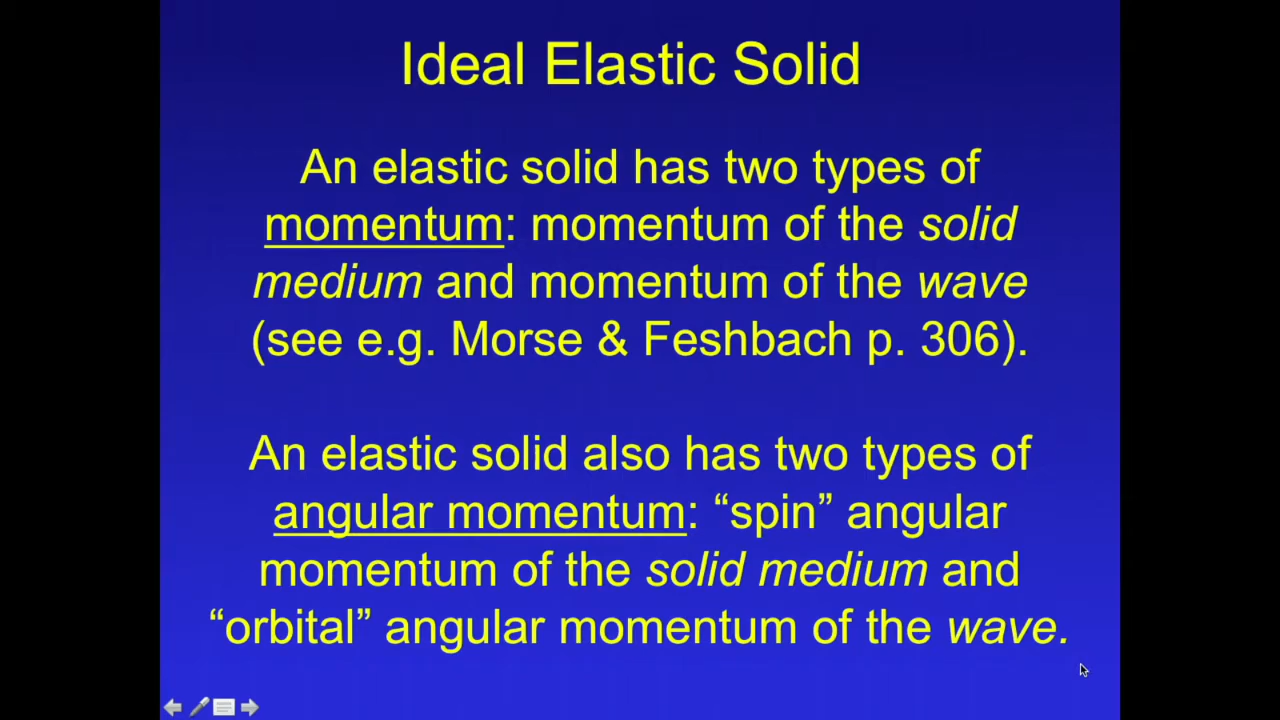 Ideal Elastic Solid
An elastic solid has two types of
momentum: momentum of the solid
medium and momentum of the wave
(see e.g. Morse & Feshbach p. 306).
An elastic solid also has two types of
angular momentum: “spin” angular
momentum of the solid medium and
“orbital” angular momentum of the wave.